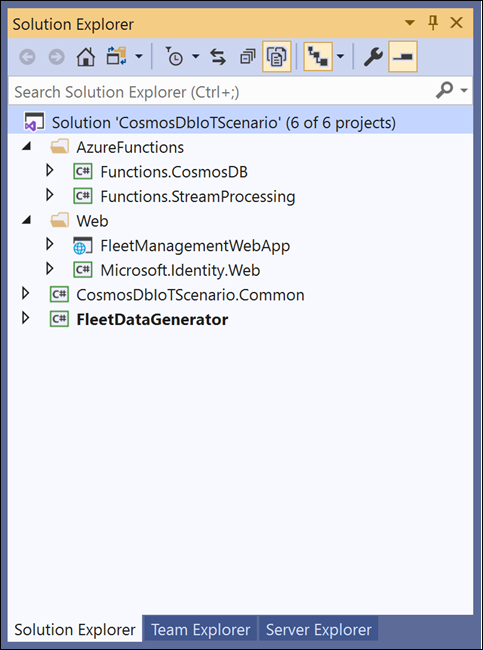 Solution Explorer
Search Solution Explorer (Ctrl+;)
Solution 'CosmosDbIoTScenario' (6 of 6 projects)
AzureFunctions
C# Functions.CosmosDB
C# Functions.StreamProcessing
Web
FleetManagementWebApp
C# Microsoft.Identity.Web
C# CosmosDbIoTScenario.Common
C# FleetDataGenerator
Solution Explorer Team Explorer Server Explorer